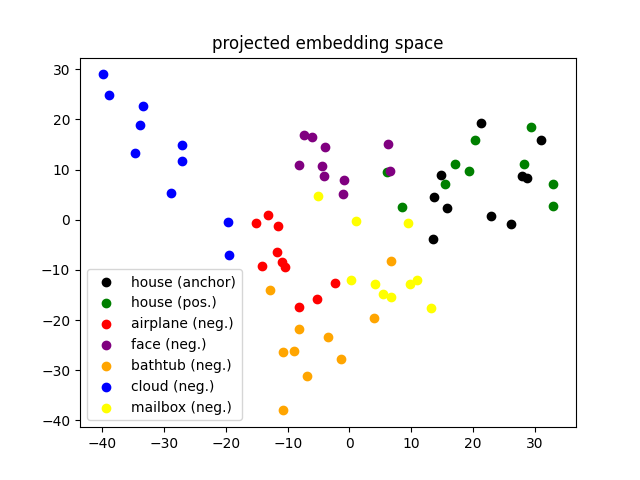 projected embedding space
30
20
10
0
−10
−20
−30
−40
house (anchor)
house (pos.)
airplane (neg.)
face (neg.)
bathtub (neg.)
cloud (neg.)
mailbox (neg.)
−40 −30 −20 −10 0 10 20 30